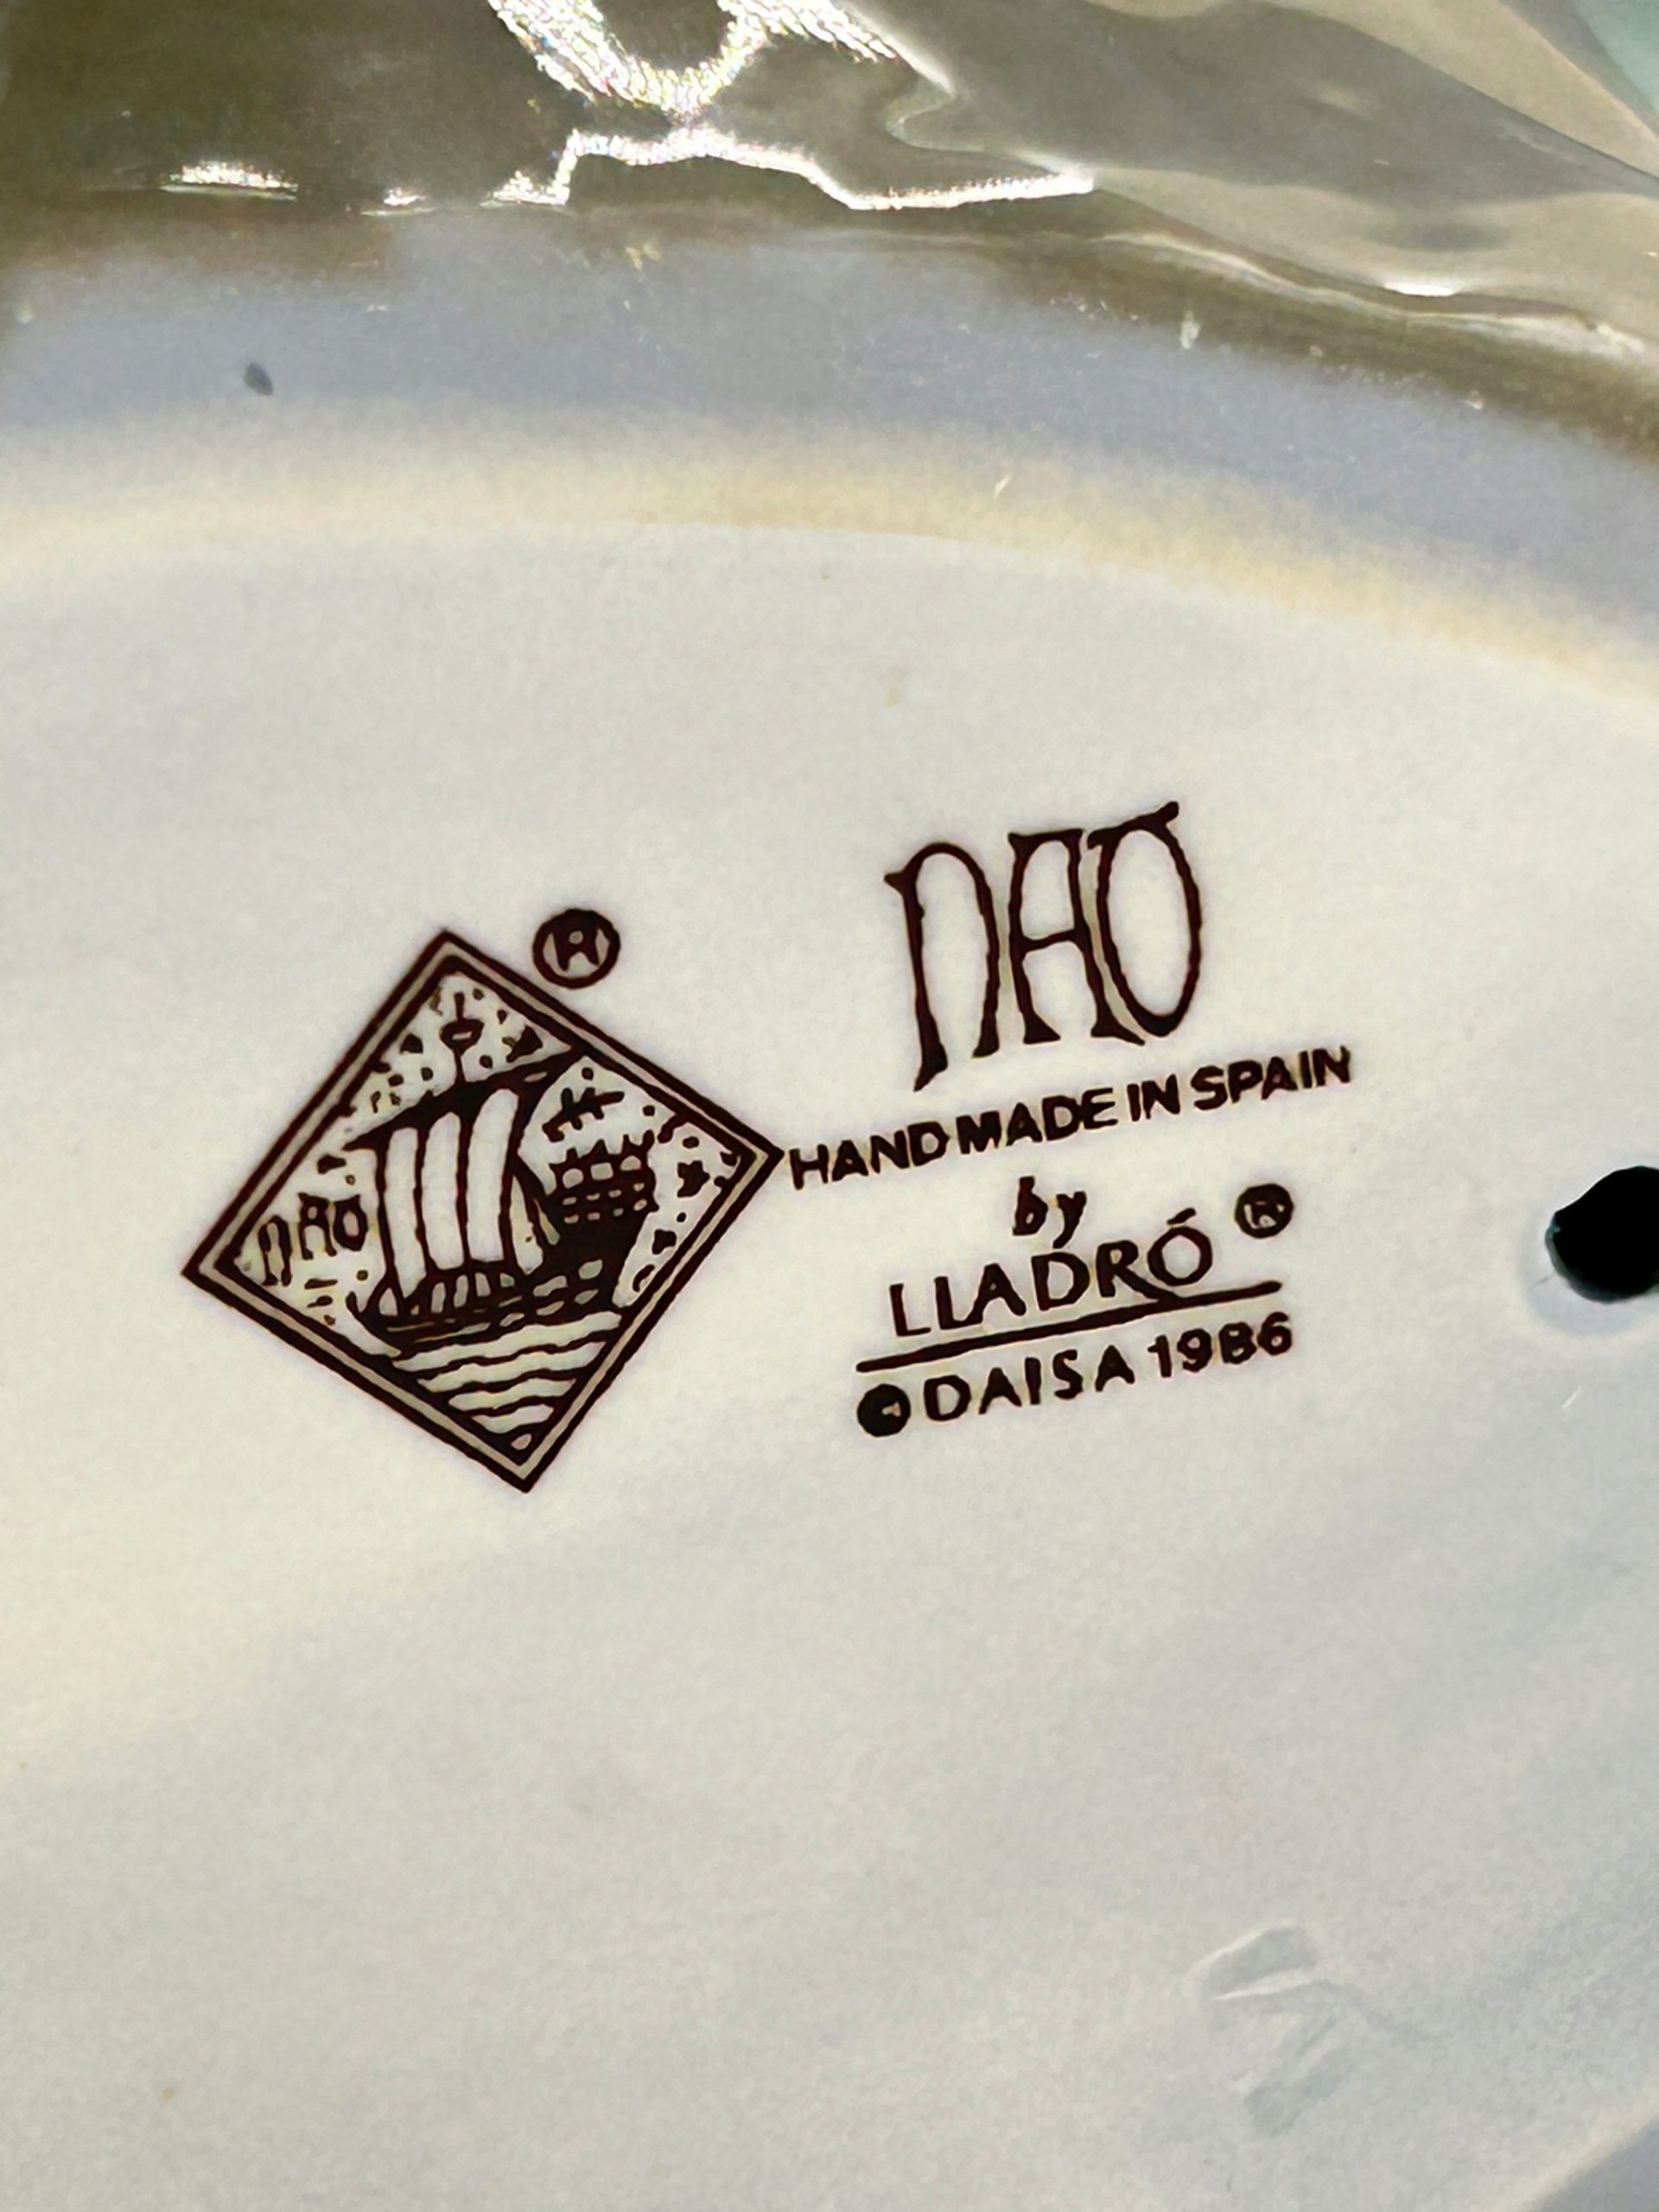 ®
NAO
NAO
HAND MADE IN SPAIN
by
LLADRÓ ®
© DAISA 1986